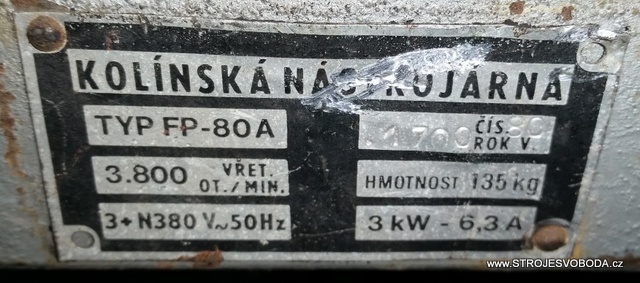 KOLÍNSKÁ
TYP FP-80A
ČÍS.
ROK V.
3.800 VŘET. OT./MIN.
HMOTNOST 135 kg
3+N380 V~50Hz
3 kW - 6,3 A
WWW.STROJESVOBODA.cz